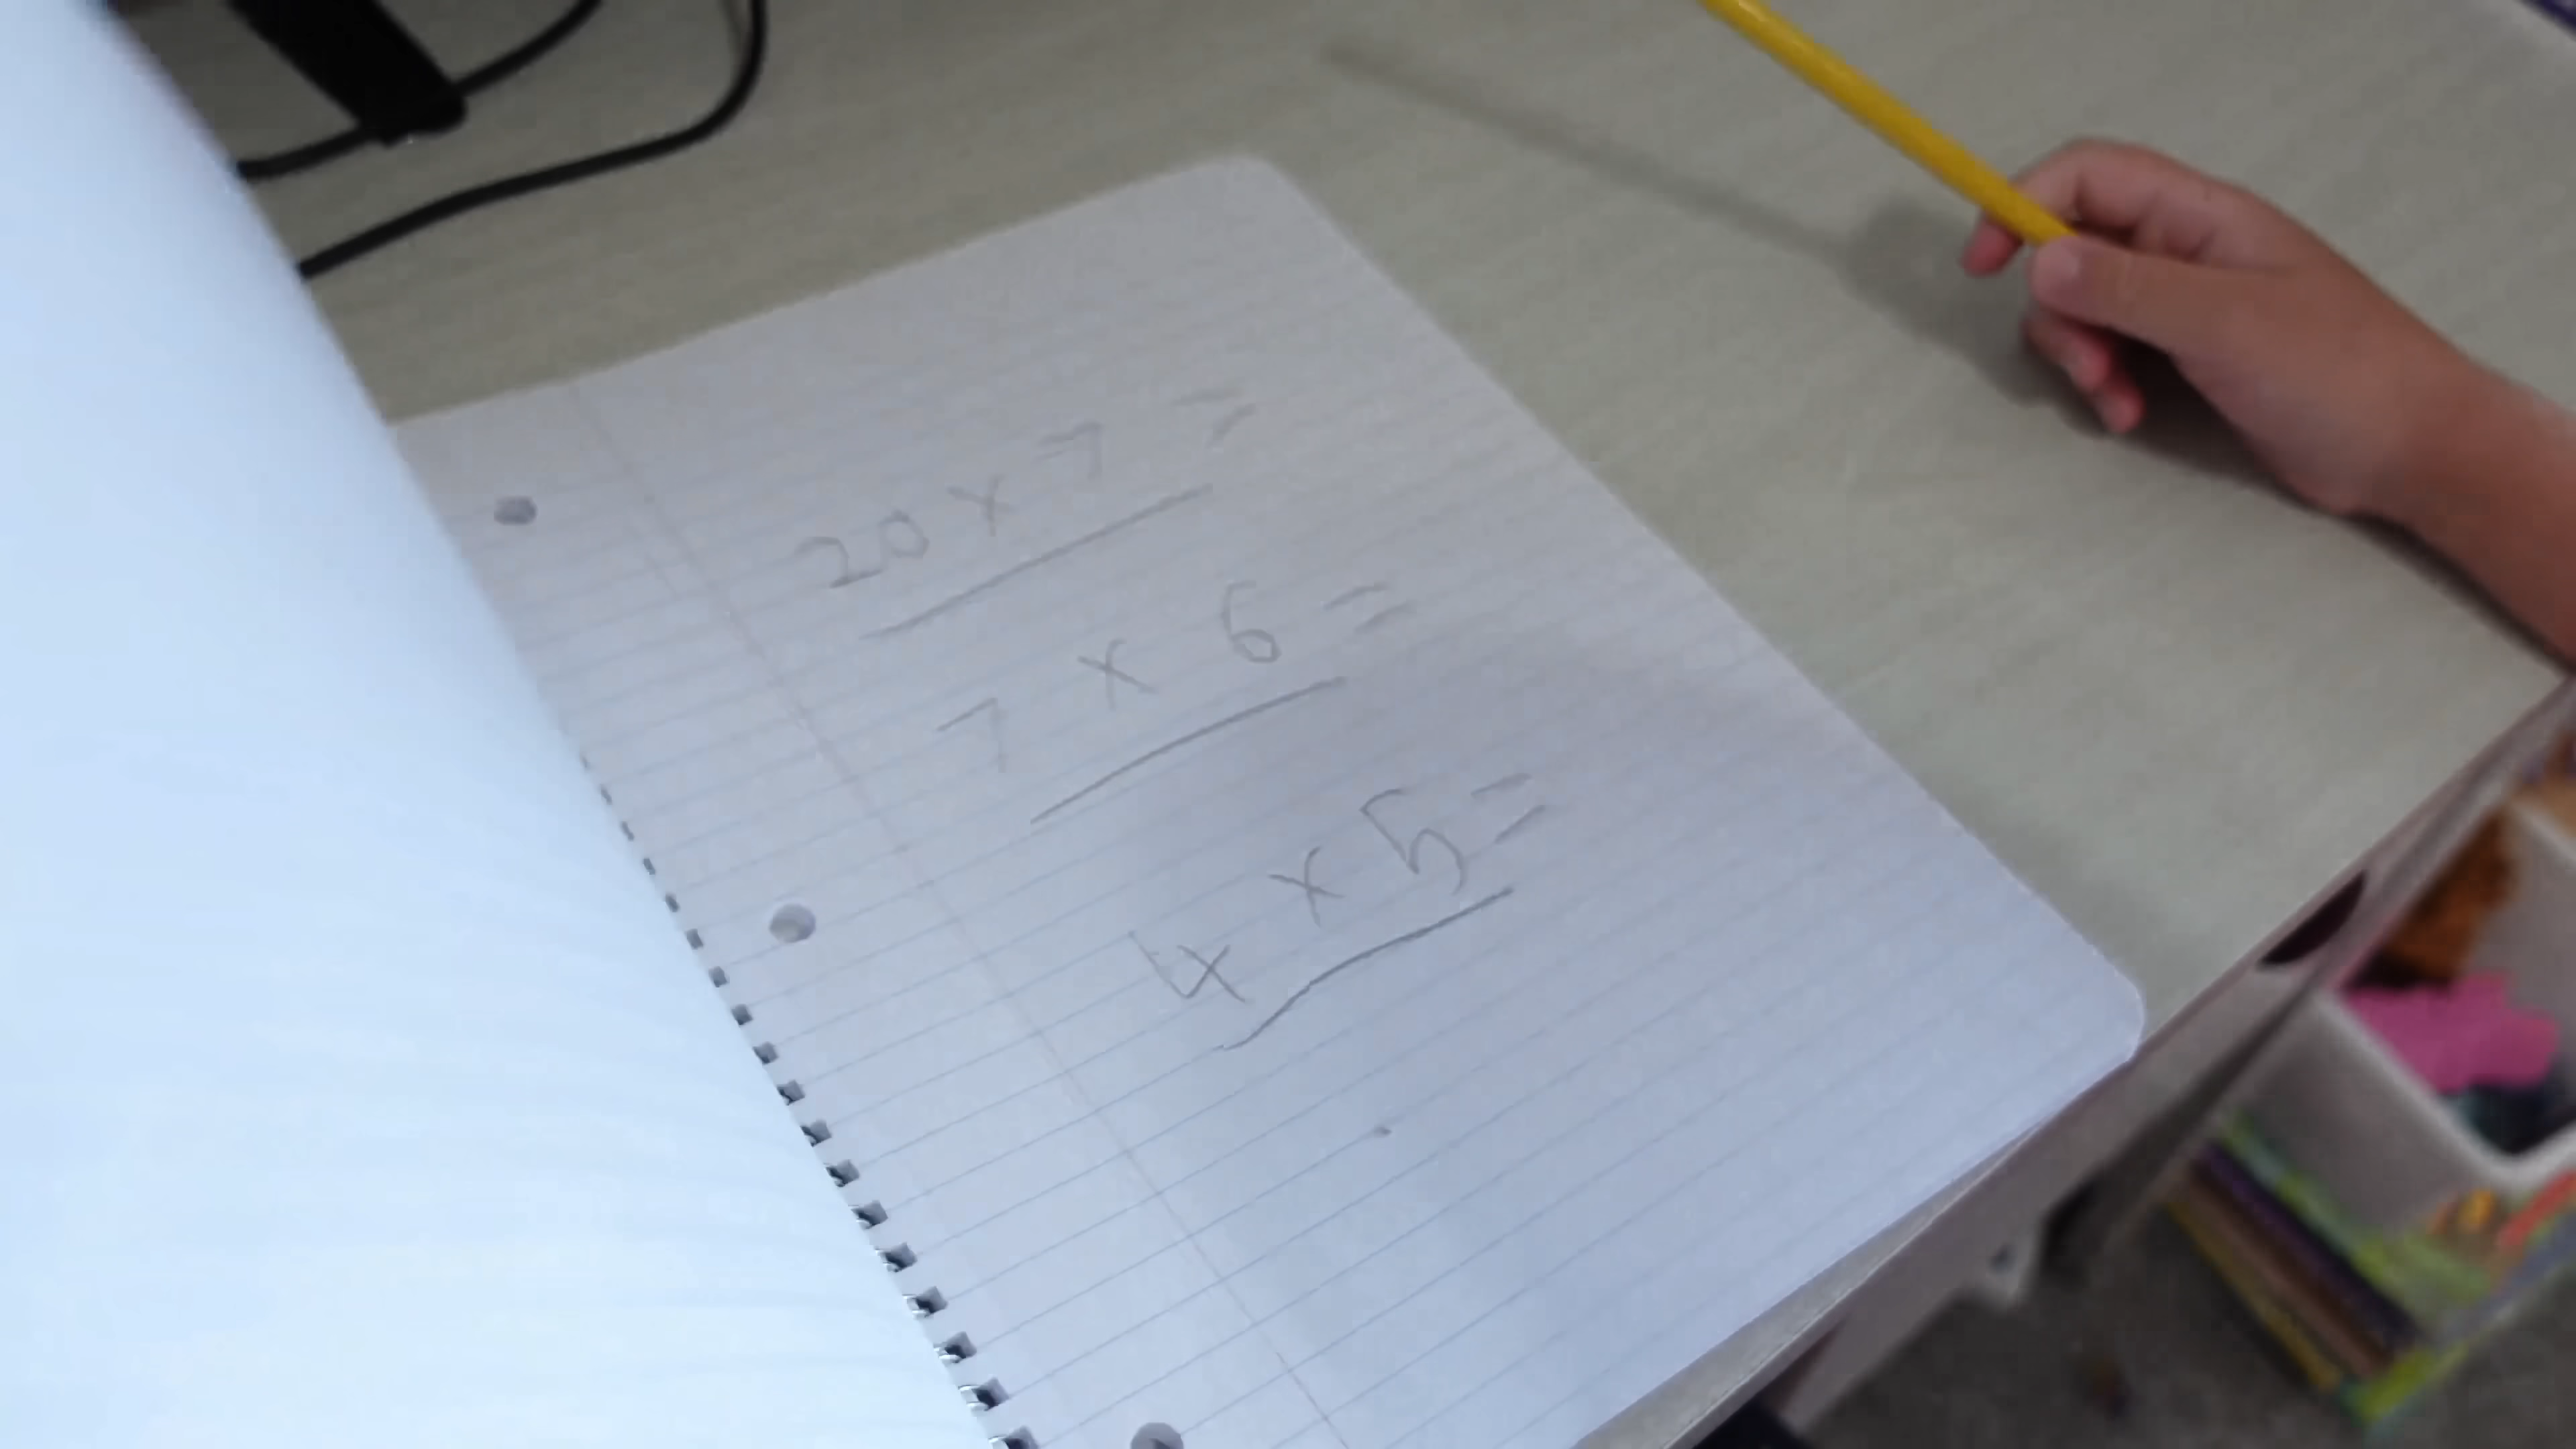 20 x 7 =
7 x 6 =
4 x 5 =